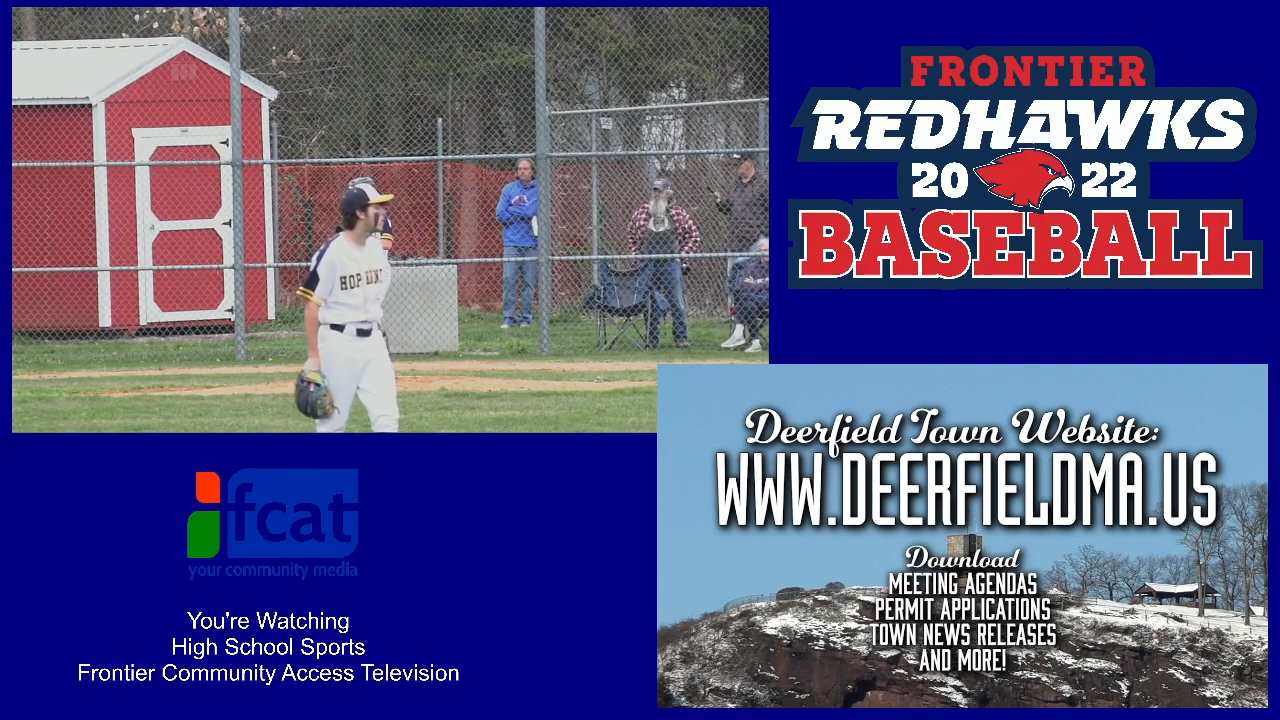 FRONTIER
REDHAWKS
20 22
BASEBALL
HOP
Deerfield Town Website:
WWW.DEERFIELDMA.US
Download
MEETING AGENDAS
PERMIT APPLICATIONS
TOWN NEWS RELEASES
AND MORE!
fcat
your community media
You're Watching
High School Sports
Frontier Community Access Television